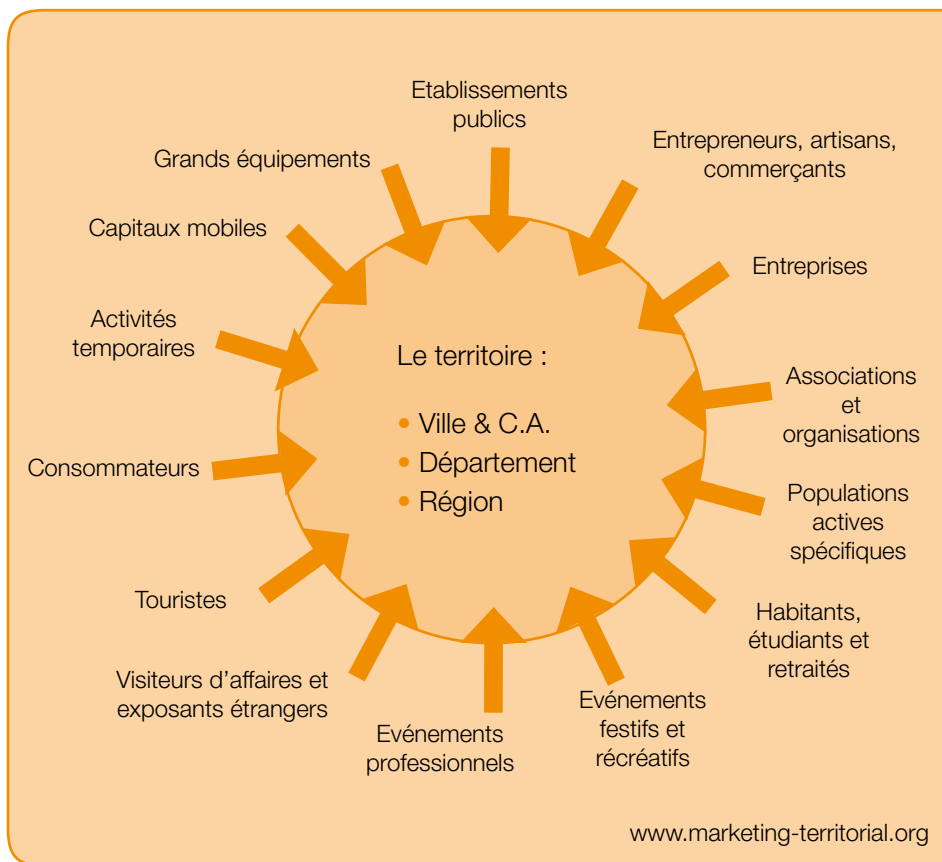 Etablissements
publics
Entrepreneurs, artisans,
commerçants
Grands équipements
Capitaux mobiles
Entreprises
Activités
temporaires
Le territoire :
• Ville & C.A.
• Département
• Région
Associations
et
organisations
Consommateurs
Populations
actives
spécifiques
Touristes
Habitants,
étudiants et
retraités
Visiteurs d’affaires et
exposants étrangers
Evénements
professionnels
Evénements
festifs et
récréatifs
www.marketing-territorial.org